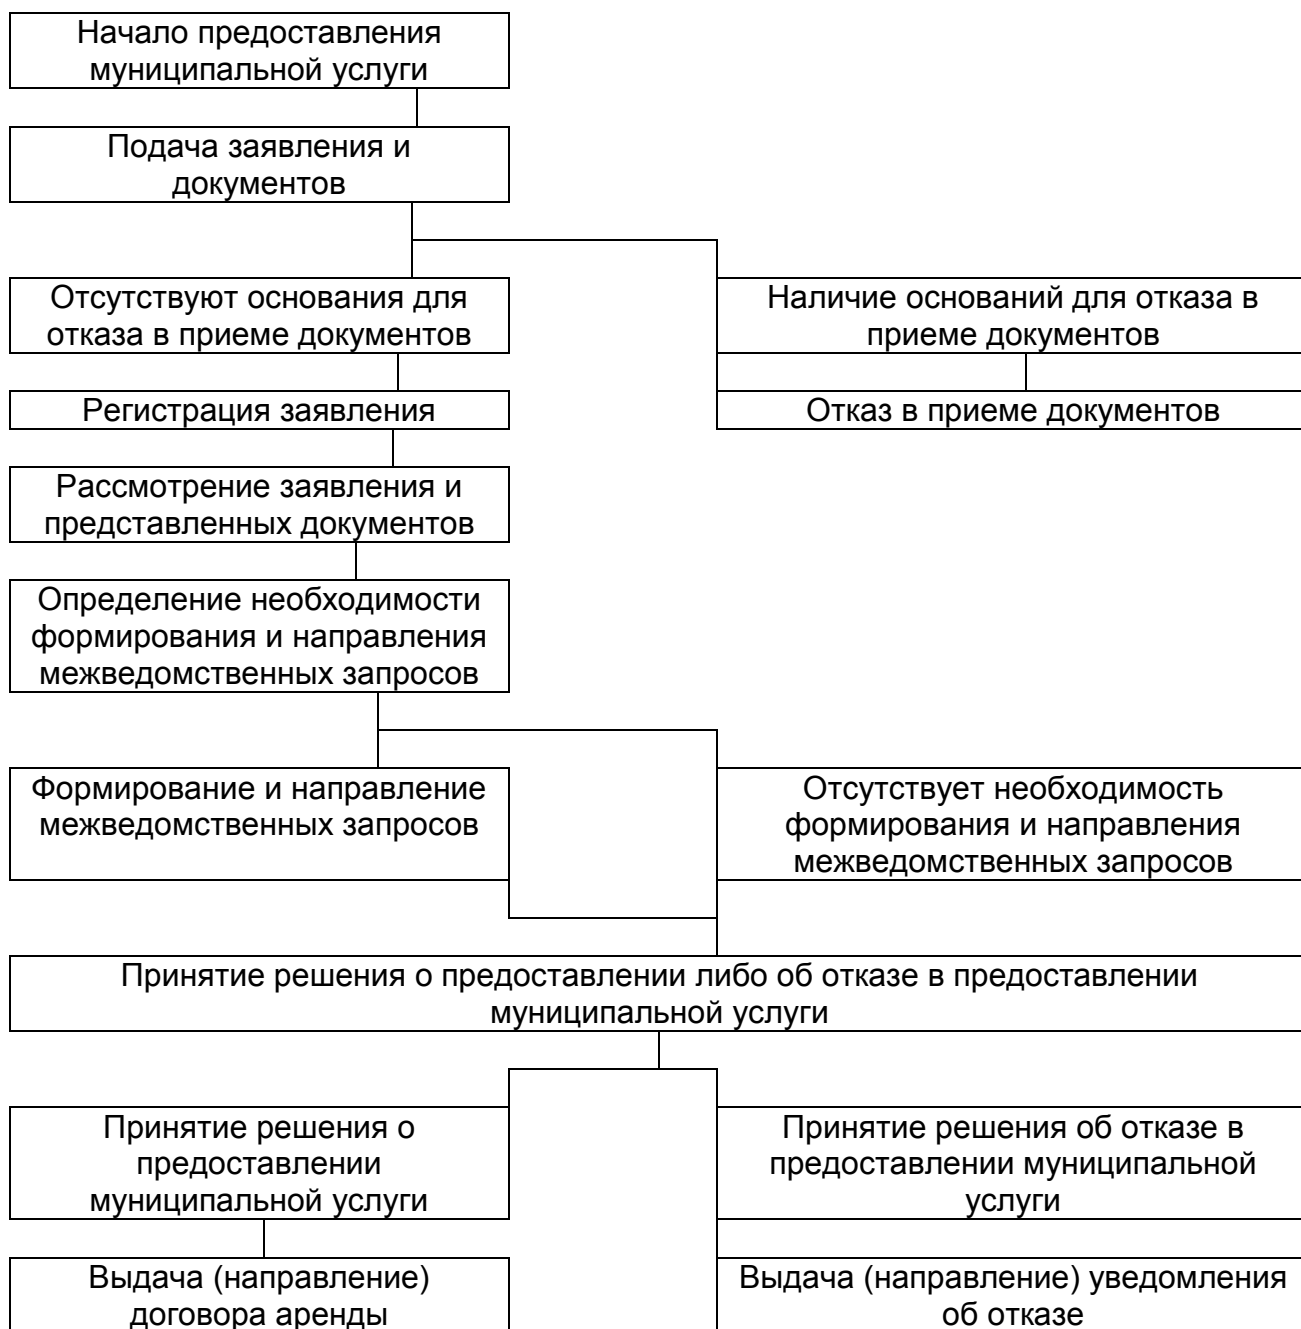 Начало предоставления
муниципальной услуги
Подача заявления и
документов
Отсутствуют основания для
отказа в приеме документов
Наличие оснований для отказа в
приеме документов
Регистрация заявления
Отказ в приеме документов
Рассмотрение заявления и
представленных документов
Определение необходимости
формирования и направления
межведомственных запросов
Формирование и направление
межведомственных запросов
Отсутствует необходимость
формирования и направления
межведомственных запросов
Принятие решения о предоставлении либо об отказе в предоставлении
муниципальной услуги
Принятие решения о
предоставлении
муниципальной услуги
Принятие решения об отказе в
предоставлении муниципальной
услуги
Выдача (направление)
договора аренды
Выдача (направление) уведомления
об отказе